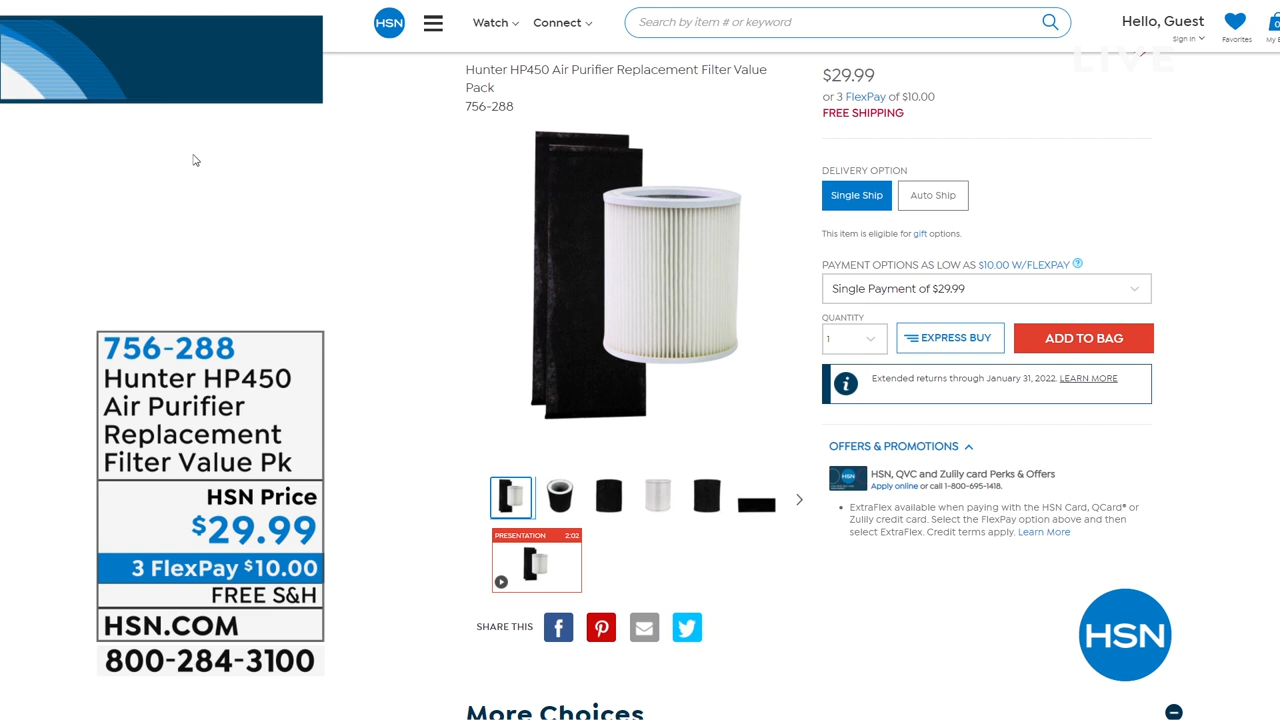 HSN
Watch
Connect
Search by item # or keyword
Hello, Guest
Sign In
Favorites
LIVE
Hunter HP450 Air Purifier Replacement Filter Value
Pack
756-288
$29.99
or 3 FlexPay of $10.00
FREE SHIPPING
DELIVERY OPTION
Single Ship
Auto Ship
This item is eligible for gift options.
PAYMENT OPTIONS AS LOW AS $10.00 W/FLEXPAY ?
Single Payment of $29.99
QUANTITY
1
EXPRESS BUY
ADD TO BAG
Extended returns through January 31, 2022. LEARN MORE
OFFERS & PROMOTIONS
HSN
HSN, QVC and Zulily card Perks & Offers
Apply online or call 1-800-695-1418.
• ExtraFlex available when paying with the HSN Card, QCard® or
Zulily credit card. Select the FlexPay option above and then
select ExtraFlex. Credit terms apply. Learn More
PRESENTATION 2:02
SHARE THIS
756-288
Hunter HP450
Air Purifier
Replacement
Filter Value Pk
HSN Price
$29.99
3 FlexPay $10.00
FREE S&H
HSN.COM
800-284-3100
HSN
More Choices